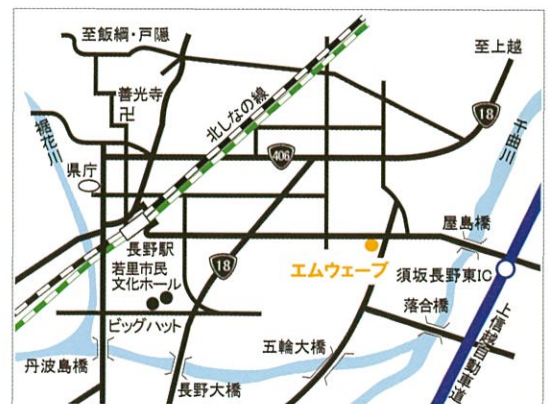 至飯綱・戸隠
至上越
善光寺
卍
北しなの線
18
千曲川
裾花川
406
県庁
屋島橋
長野駅
エムウェーブ
須坂長野東IC
若里市民
文化ホール
18
落合橋
ビッグハット
上信越自動車道
五輪大橋
丹波島橋
長野大橋